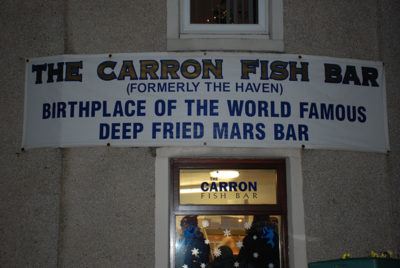 THE CARRON FISH BAR
(FORMERLY THE HAVEN)
BIRTHPLACE OF THE WORLD FAMOUS
DEEP FRIED MARS BAR
THE
CARRON
FISH BAR